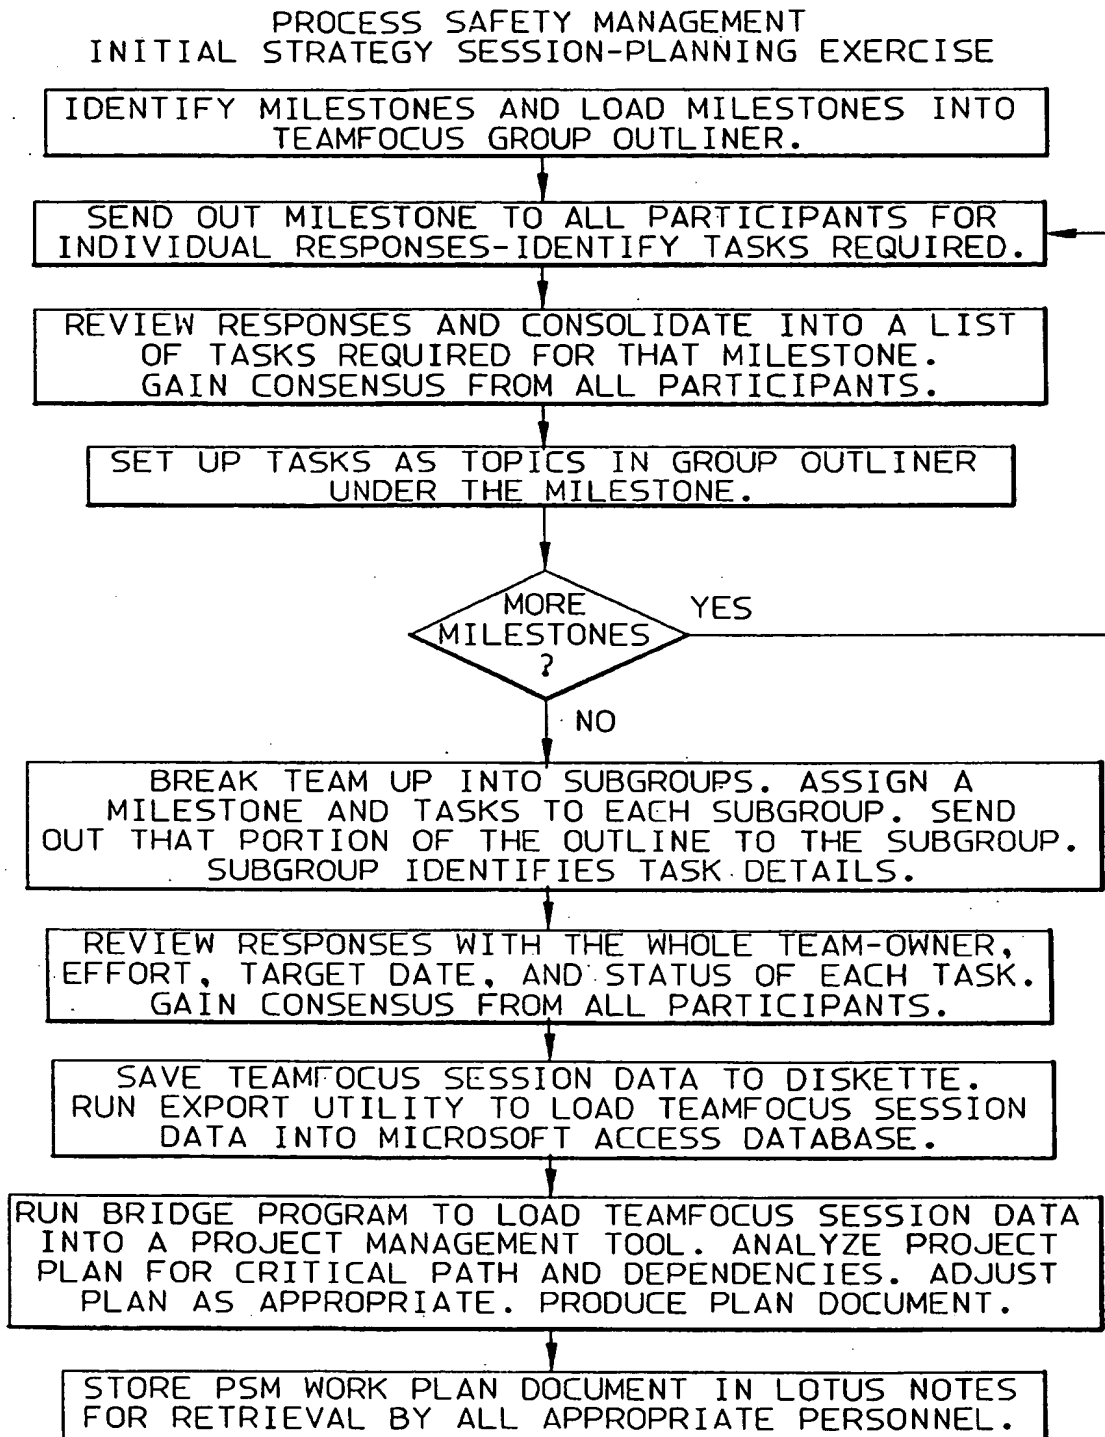 PROCESS SAFETY MANAGEMENT
INITIAL STRATEGY SESSION-PLANNING EXERCISE
IDENTIFY MILESTONES AND LOAD MILESTONES INTO
TEAMFOCUS GROUP OUTLINER.
SEND OUT MILESTONE TO ALL PARTICIPANTS FOR
INDIVIDUAL RESPONSES-IDENTIFY TASKS REQUIRED.
REVIEW RESPONSES AND CONSOLIDATE INTO A LIST
OF TASKS REQUIRED FOR THAT MILESTONE.
GAIN CONSENSUS FROM ALL PARTICIPANTS.
SET UP TASKS AS TOPICS IN GROUP OUTLINER
UNDER THE MILESTONE.
MORE
MILESTONES
?
YES
NO
BREAK TEAM UP INTO SUBGROUPS. ASSIGN A
MILESTONE AND TASKS TO EACH SUBGROUP. SEND
OUT THAT PORTION OF THE OUTLINE TO THE SUBGROUP.
SUBGROUP IDENTIFIES TASK DETAILS.
REVIEW RESPONSES WITH THE WHOLE TEAM-OWNER,
EFFORT, TARGET DATE, AND STATUS OF EACH TASK.
GAIN CONSENSUS FROM ALL PARTICIPANTS.
SAVE TEAMFOCUS SESSION DATA TO DISKETTE.
RUN EXPORT UTILITY TO LOAD TEAMFOCUS SESSION
DATA INTO MICROSOFT ACCESS DATABASE.
RUN BRIDGE PROGRAM TO LOAD TEAMFOCUS SESSION DATA
INTO A PROJECT MANAGEMENT TOOL. ANALYZE PROJECT
PLAN FOR CRITICAL PATH AND DEPENDENCIES. ADJUST
PLAN AS APPROPRIATE. PRODUCE PLAN DOCUMENT.
STORE PSM WORK PLAN DOCUMENT IN LOTUS NOTES
FOR RETRIEVAL BY ALL APPROPRIATE PERSONNEL.